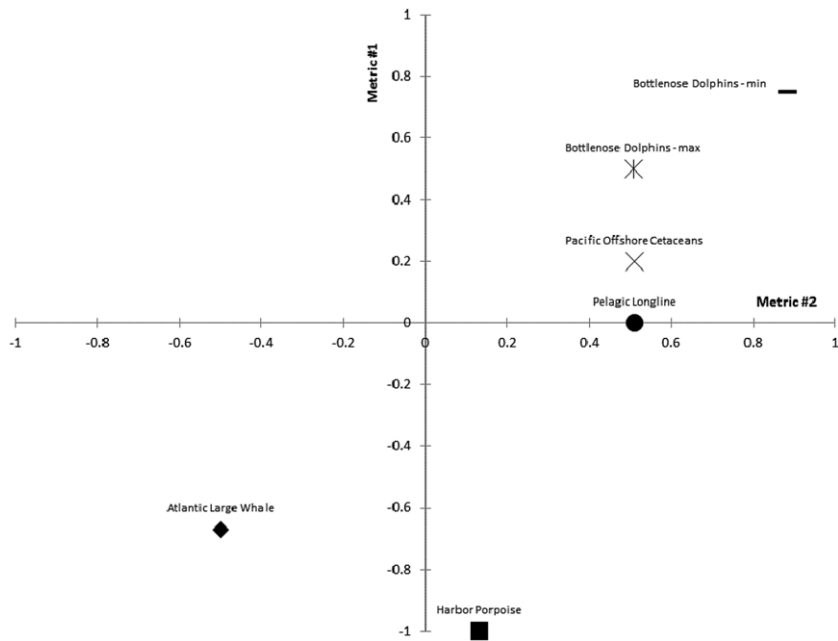 1
Metric #1
0.8
Bottlenose Dolphins - min
0.6
Bottlenose Dolphins - max
0.4
Pacific Offshore Cetaceans
0.2
Pelagic Longline
Metric #2
0
-1 -0.8 -0.6 -0.4 -0.2 0 0.2 0.4 0.6 0.8 1
-0.2
-0.4
Atlantic Large Whale
-0.6
-0.8
Harbor Porpoise
-1